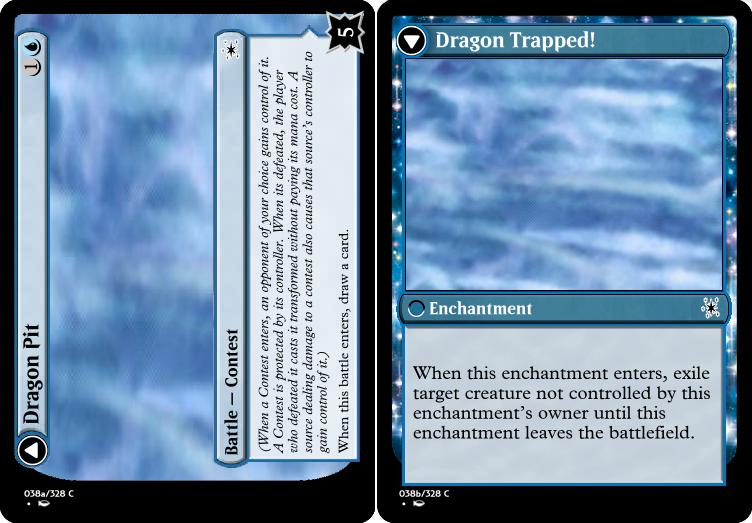 Dragon Pit 1
Battle — Contest
5
(When a Contest enters, an opponent of your choice gains control of it.
A Contest is protected by its controller. When its defeated, the player
who defeated it casts it transformed without paying its mana cost. A
source dealing damage to a contest also causes that source's controller to
gain control of it.)
When this battle enters, draw a card.
038a/328 C
Dragon Trapped!
Enchantment
When this enchantment enters, exile
target creature not controlled by this
enchantment's owner until this
enchantment leaves the battlefield.
038b/328 C